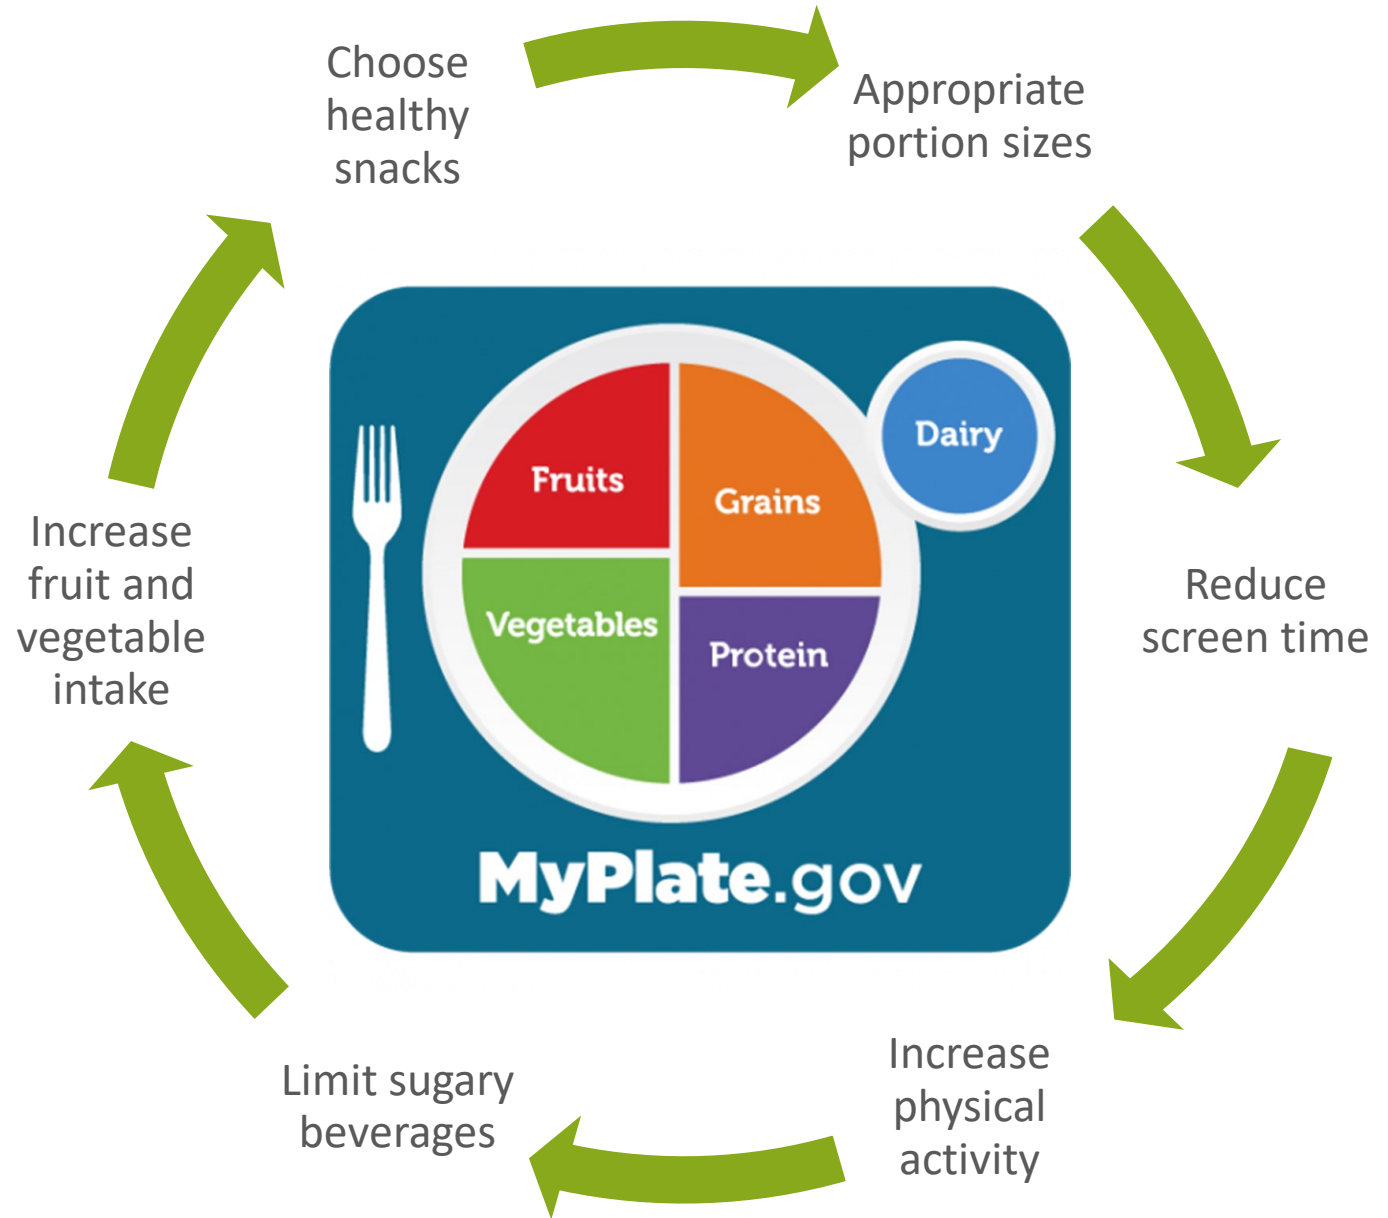 Choose
healthy
snacks
Appropriate
portion sizes
Reduce
screen time
Increase
physical
activity
Limit sugary
beverages
Increase
fruit and
vegetable
intake
Fruits
Grains
Dairy
Vegetables
Protein
MyPlate.gov